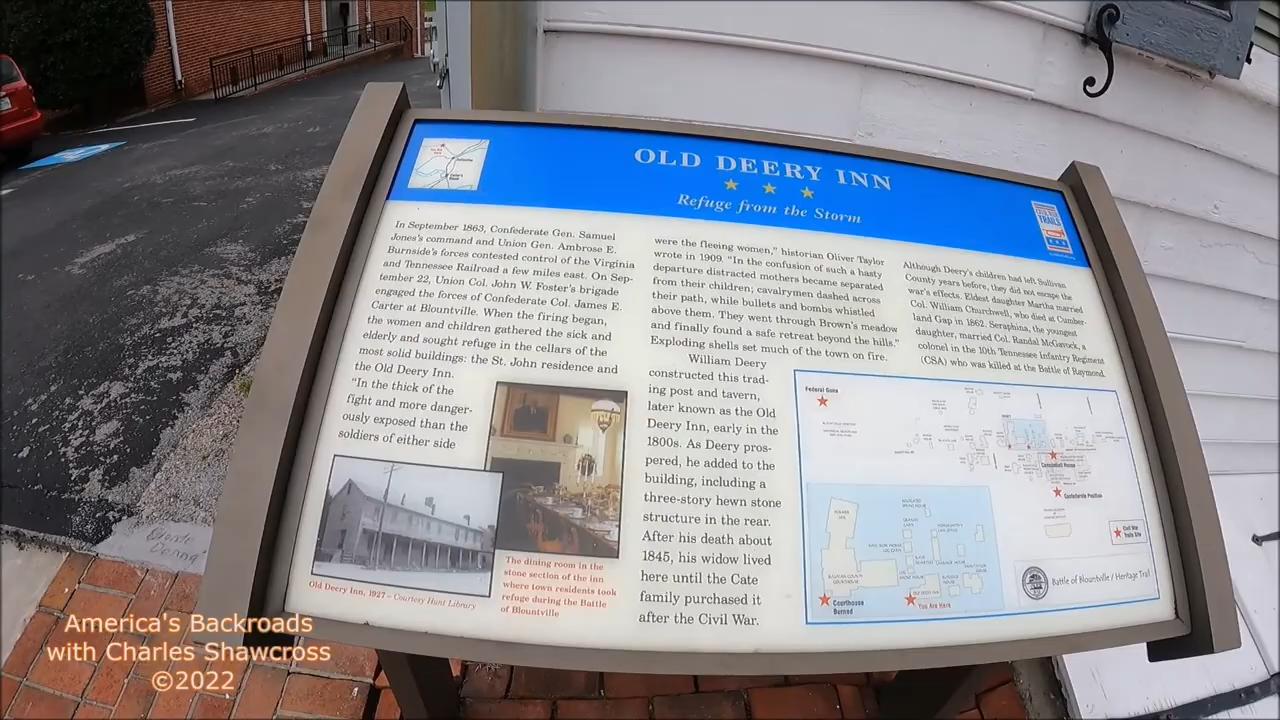 OLD DEERY INN
Refuge from the Storm
In September 1863, Confederate Gen. Samuel
Jones's command and Union Gen. Ambrose E.
Burnside's forces contested control of the Virginia
and Tennessee Railroad a few miles east. On Sep-
tember 22, Union Col. John W. Foster's brigade
engaged the forces of Confederate Col. James E.
Carter at Blountville. When the firing began,
the women and children gathered the sick and
elderly and sought refuge in the cellars of the
most solid buildings: the St. John residence and
the Old Deery Inn.
"In the thick of the
fight and more danger-
ously exposed than the
soldiers of either side
were the fleeing women," historian Oliver Taylor
wrote in 1909. "In the confusion of such a hasty
departure distracted mothers became separated
from their children; cavalrymen dashed across
their path, while bullets and bombs whistled
above them. They went through Brown's meadow
and finally found a safe retreat beyond the hills."
Exploding shells set much of the town on fire.
William Deery
constructed this trad-
ing post and tavern,
later known as the Old
Deery Inn, early in the
1800s. As Deery pros-
pered, he added to the
building, including a
three-story hewn stone
structure in the rear.
After his death about
1845, his widow lived
here until the Cate
family purchased it
after the Civil War.
Although Deery's children had left Sullivan
County years before, they did not escape the
war's effects. Eldest daughter Martha married
Col. William Churchwell, who died at Cumber-
land Gap in 1862. Seraphina, the youngest
daughter, married Col. Randal McGavock, a
colonel in the 10th Tennessee Infantry Regiment
(CSA) who was killed at the Battle of Raymond.
Old Deery Inn, 1927 – Courtesy Hunt Library
The dining room in the
stone section of the inn
where town residents took
refuge during the Battle
of Blountville
Federal Guns
Cannonball House
Confederate Position
Civil War
Trails Site
Courthouse
Burned
You Are Here
Battle of Blountville / Heritage Trail
America's Backroads
with Charles Shawcross
©2022